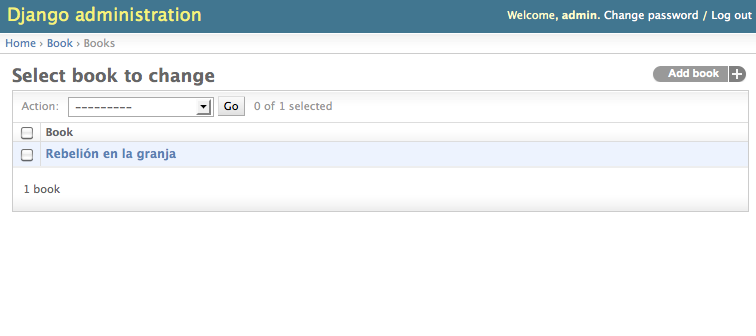 Django administration
Welcome, admin. Change password / Log out
Home › Book › Books
Select book to change
Add book +
Action: --------- Go 0 of 1 selected
Book
Rebelión en la granja
1 book